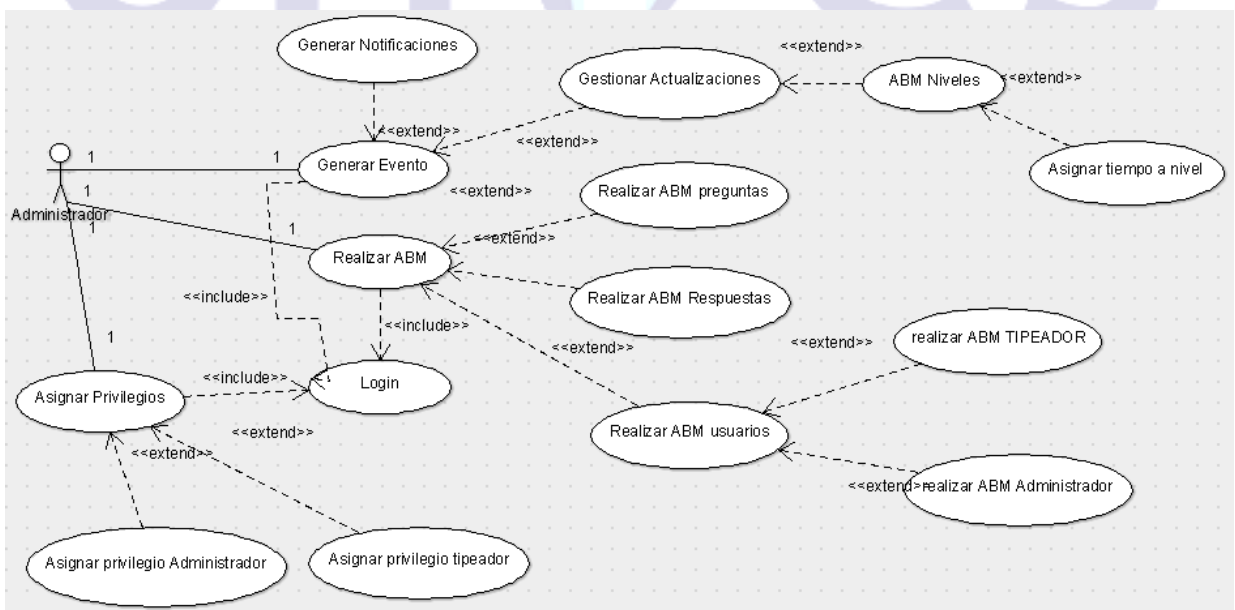 Generar Notificaciones
<<extend>>
Gestionar Actualizaciones
ABM Niveles
<<extend>>
<<extend>>
<<extend>>
1
1
Generar Evento
Asignar tiempo a nivel
1
<<extend>>
Realizar ABM preguntas
Administrador
1
1
<<extend>>
Realizar ABM
<<include>>
Realizar ABM Respuestas
<<include>>
1
<<extend>>
<<extend>>
realizar ABM TIPEADOR
<<include>>
Login
Asignar Privilegios
<<extend>>
Realizar ABM usuarios
<<extend>>
<<extend>>
realizar ABM Administrador
Asignar privilegio Administrador
Asignar privilegio tipeador